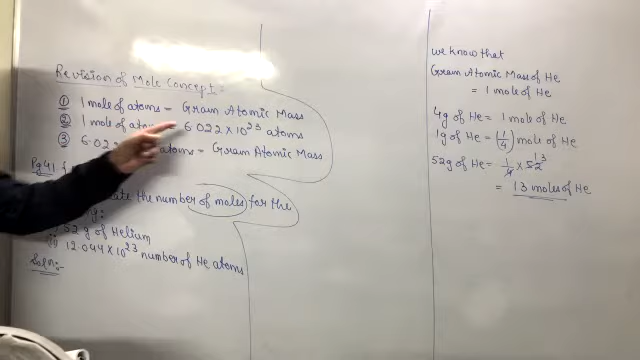 Revision of Mole Concept:
① 1 mole of atoms = Gram Atomic Mass
② 1 mole of 6.022 × 10²³ atoms
③ 6.02 atoms = Gram Atomic Mass
Pg 41
ate the number of moles for the
g:
52 g of Helium
(ii) 12.044 × 10²³ number of He atoms
Soln:-
we know that
Gram Atomic Mass of He
= 1 mole of He
4g of He = 1 mole of He
1g of He = (1/4) mole of He
52g of He = 1/4 × 52 13
= 13 moles of He